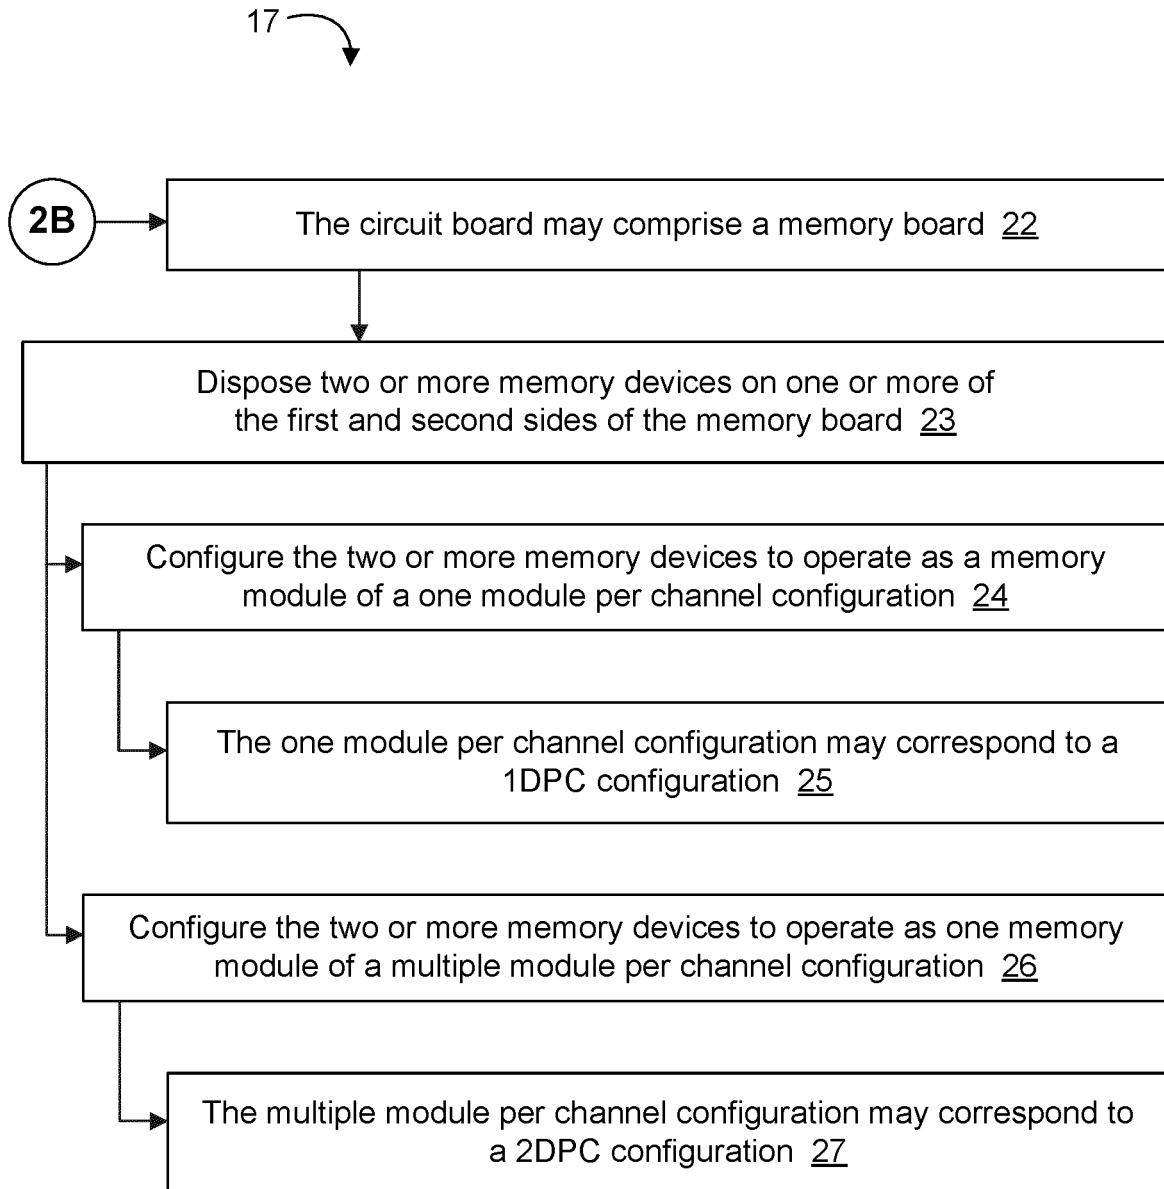 17
2B
The circuit board may comprise a memory board 22
Dispose two or more memory devices on one or more of
the first and second sides of the memory board 23
Configure the two or more memory devices to operate as a memory
module of a one module per channel configuration 24
The one module per channel configuration may correspond to a
1DPC configuration 25
Configure the two or more memory devices to operate as one memory
module of a multiple module per channel configuration 26
The multiple module per channel configuration may correspond to
a 2DPC configuration 27